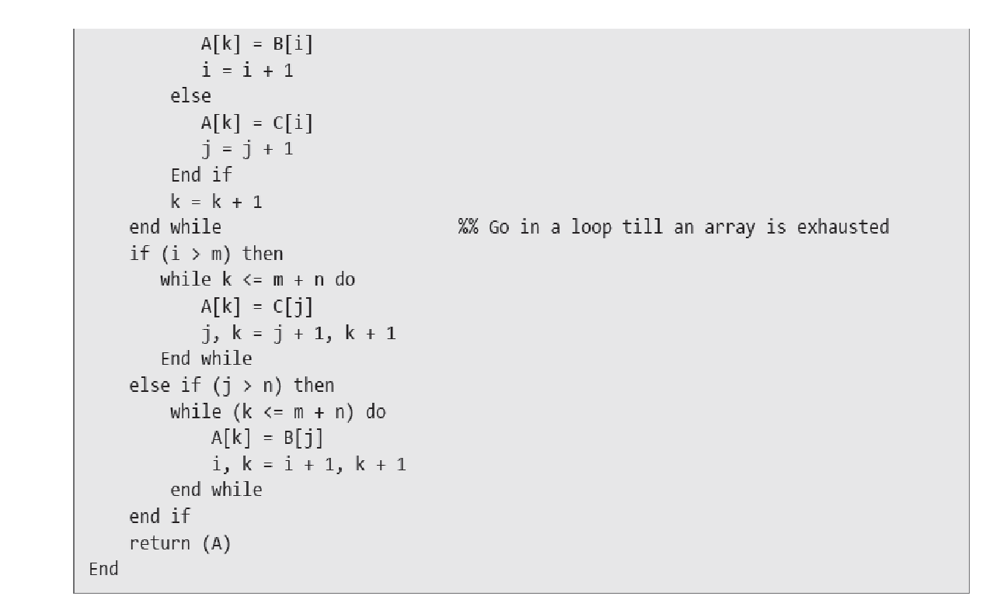 A[k] = B[i]
i = i + 1
else
A[k] = C[i]
j = j + 1
End if
k = k + 1
end while %% Go in a loop till an array is exhausted
if (i > m) then
while k <= m + n do
A[k] = C[j]
j, k = j + 1, k + 1
End while
else if (j > n) then
while (k <= m + n) do
A[k] = B[j]
i, k = i + 1, k + 1
end while
end if
return (A)
End